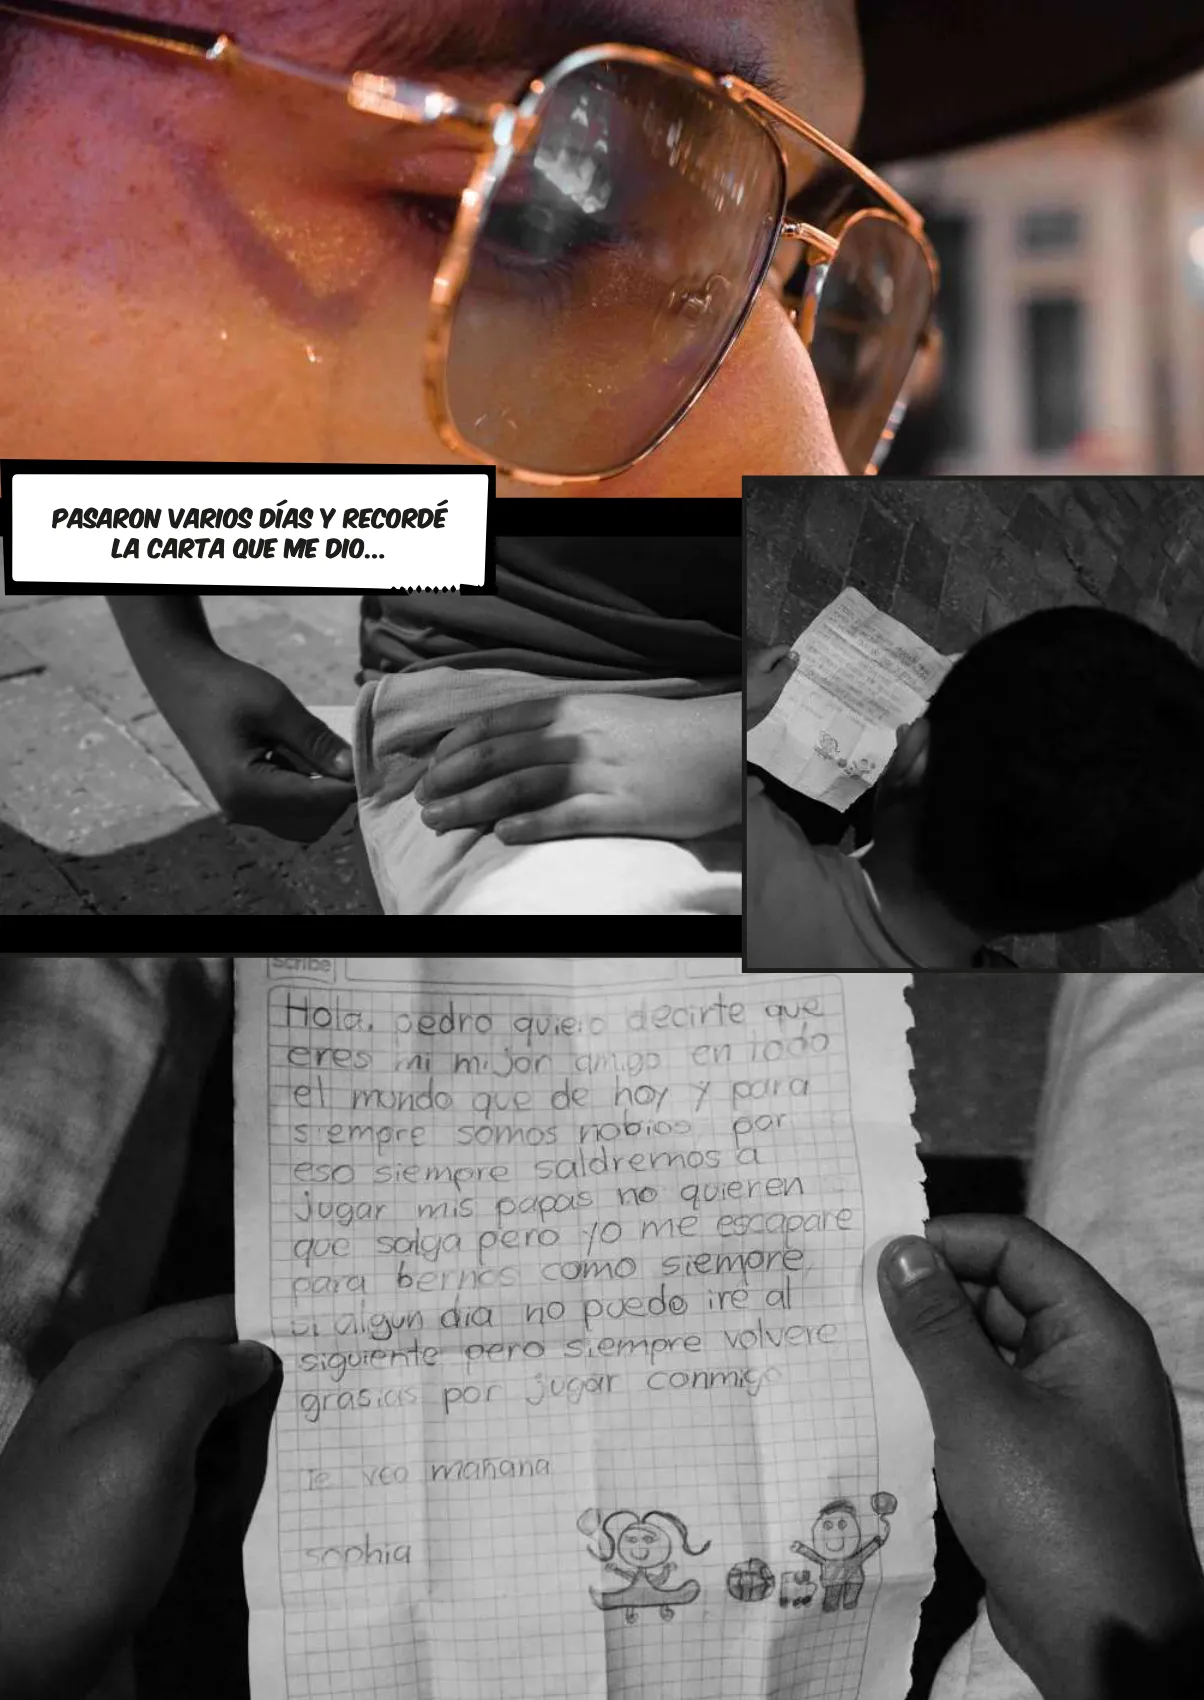 PASARON VARIOS DÍAS Y RECORDÉ
LA CARTA QUE ME DIO...
Scribe
Hola, pedro quiero decirte que
eres mi mijor amigo en todo
el mundo que de hoy y para
siempre somos nobios por
eso siempre saldremos a
jugar mis papas no quieren
que salga pero yo me escapare
para bernos como siempre,
si algun dia no puedo ire al
siguiente pero siempre volvere
grasias por jugar conmigo
te veo mañana
sophia